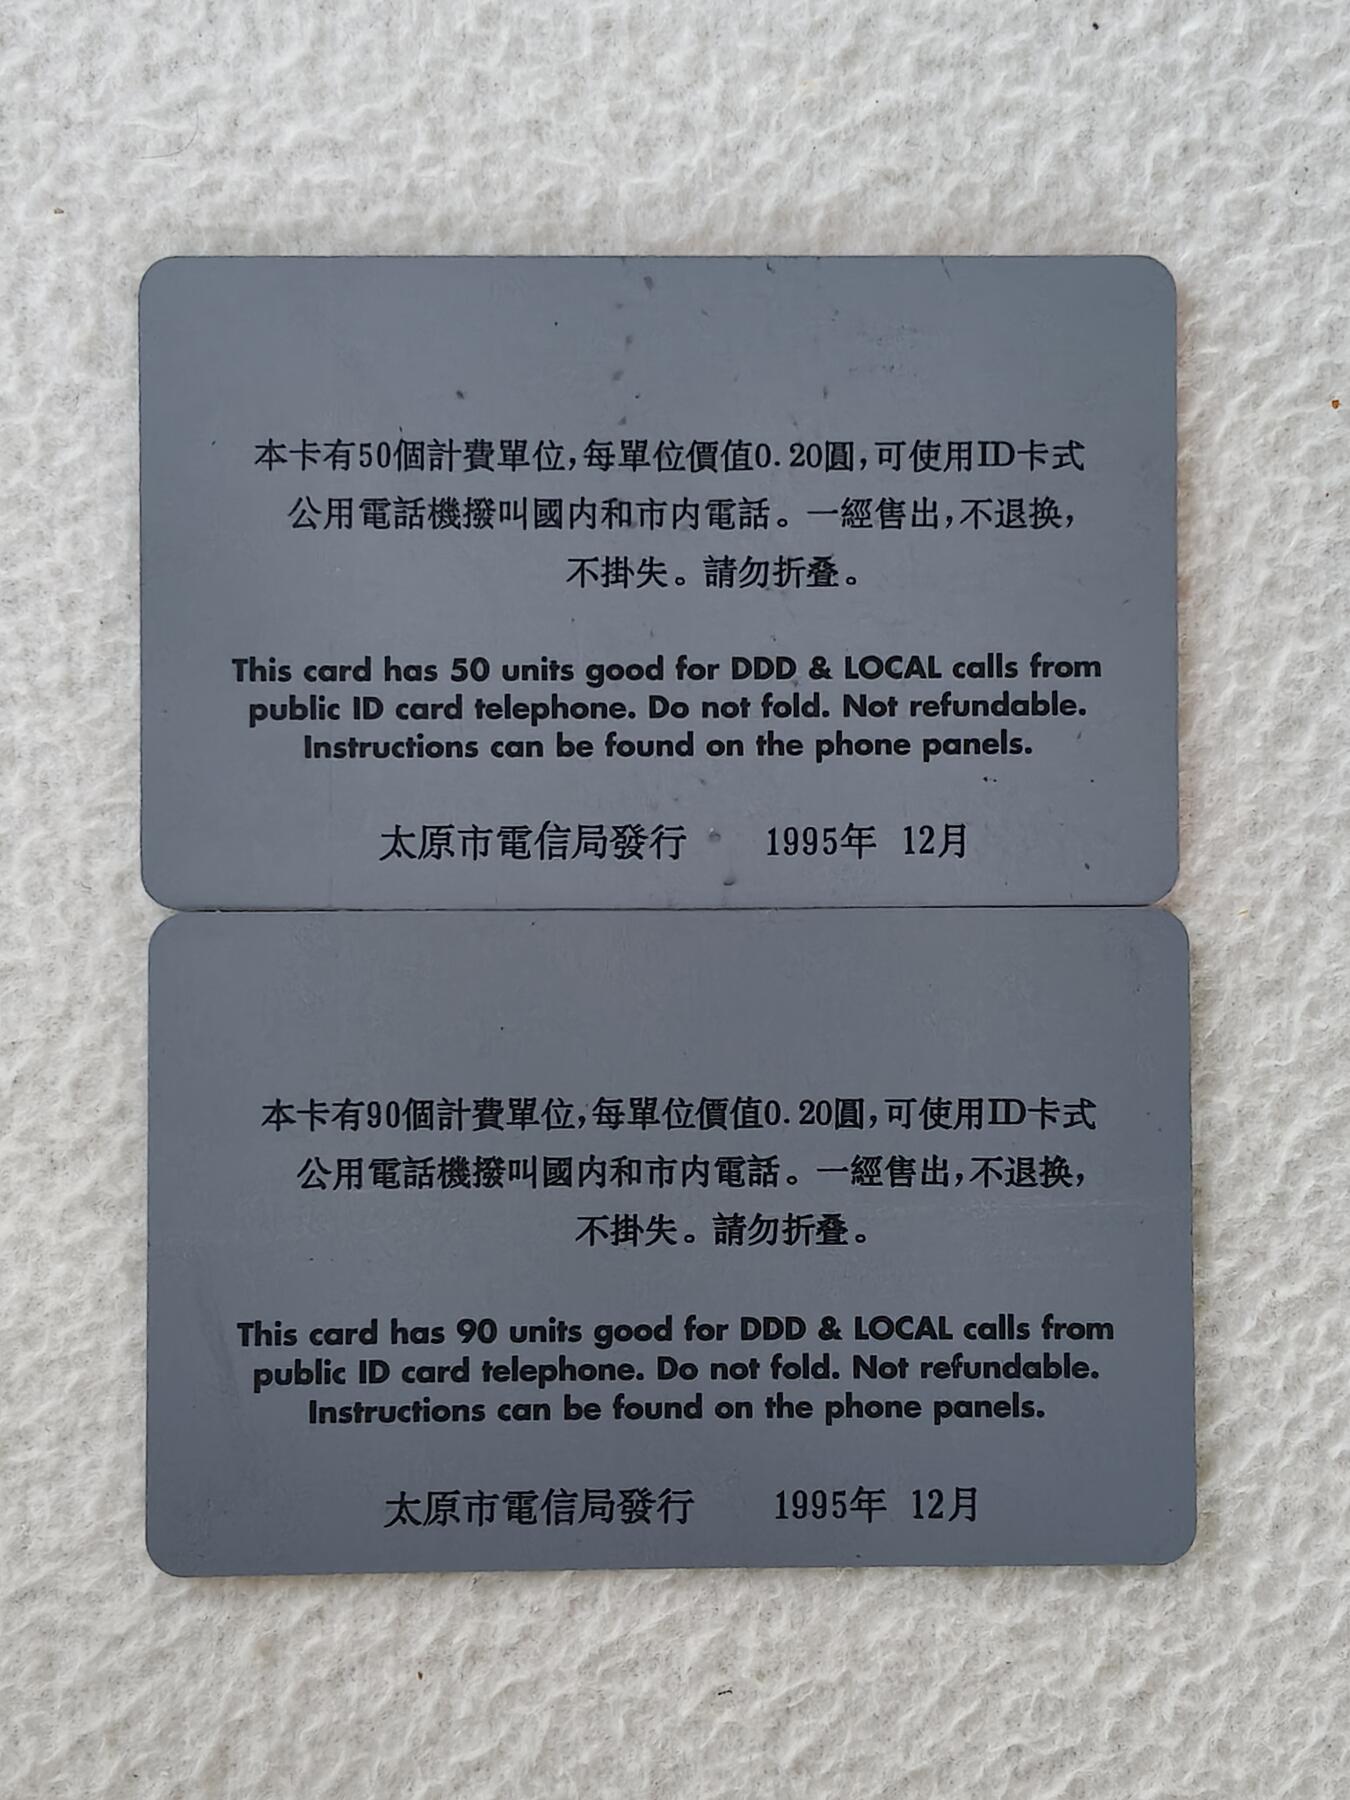 本卡有50個計費單位,每單位價值0.20圓,可使用ID卡式
公用電話機撥叫國内和市内電話。一經售出,不退换,
不掛失。請勿折叠。
This card has 50 units good for DDD & LOCAL calls from
public ID card telephone. Do not fold. Not refundable.
Instructions can be found on the phone panels.
太原市電信局發行 1995年 12月
本卡有90個計費單位,每單位價值0.20圓,可使用ID卡式
公用電話機撥叫國内和市内電話。一經售出,不退换,
不掛失。請勿折叠。
This card has 90 units good for DDD & LOCAL calls from
public ID card telephone. Do not fold. Not refundable.
Instructions can be found on the phone panels.
太原市電信局發行 1995年 12月